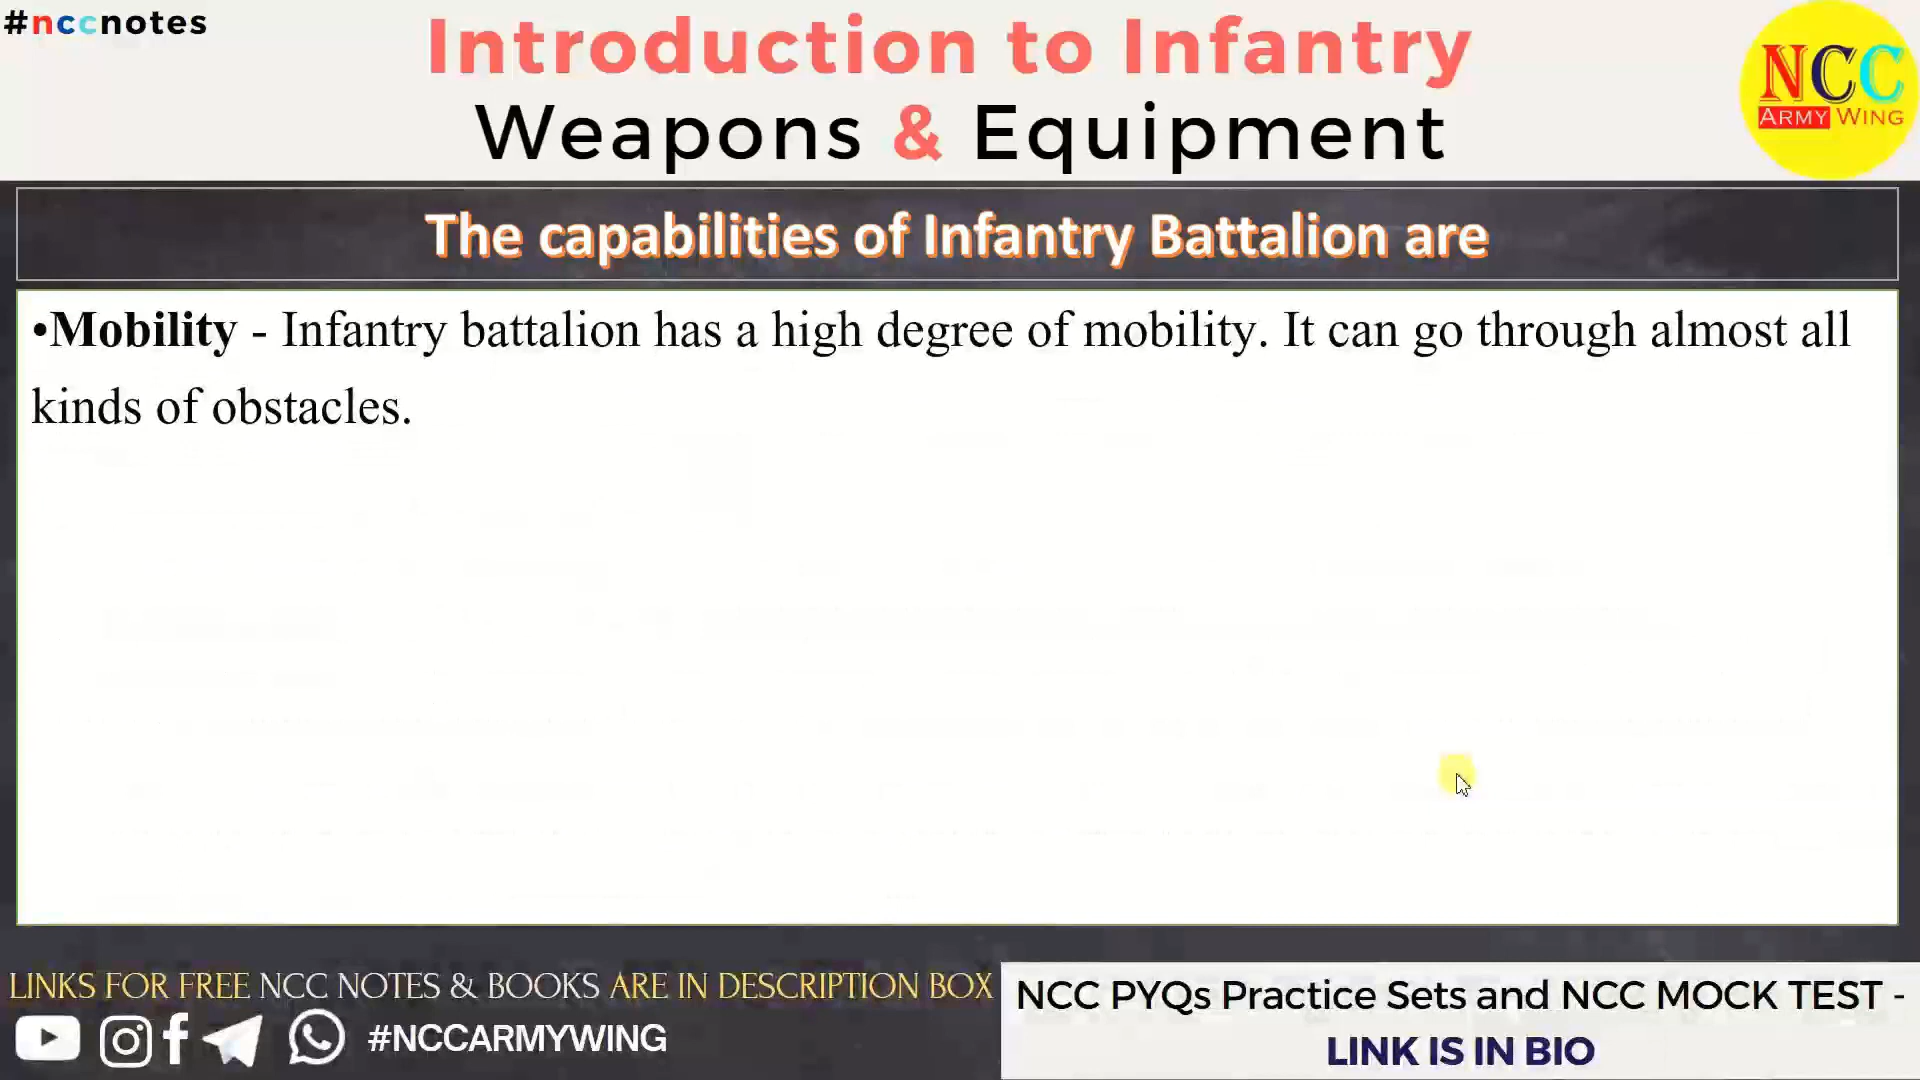 #nccnotes
Introduction to Infantry
Weapons & Equipment
NCC
ARMY WING
The capabilities of Infantry Battalion are
•Mobility - Infantry battalion has a high degree of mobility. It can go through almost all
kinds of obstacles.
LINKS FOR FREE NCC NOTES & BOOKS ARE IN DESCRIPTION BOX
#NCCARMYWING
NCC PYQs Practice Sets and NCC MOCK TEST -
LINK IS IN BIO